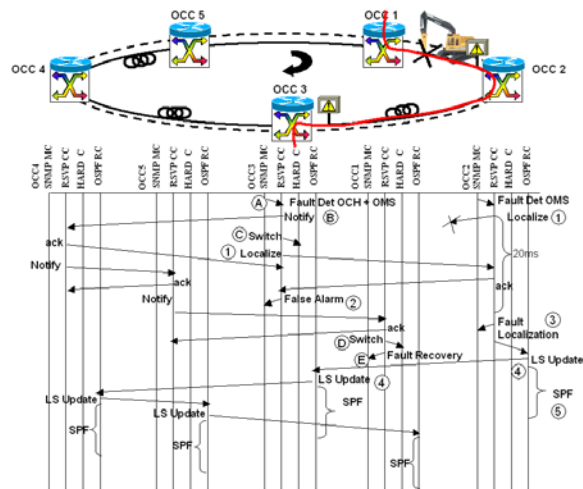 OCC 5
OCC 1
OCC 4
OCC 2
OCC 3
OCC4
SNMP MC
RSVP CC
HARD C
OSPF RC
OCC5
SNMP MC
RSVP CC
HARD C
OSPF RC
OCC3
SNMP MC
RSVP CC
HARD C
OSPF RC
OCC1
SNMP MC
RSVP CC
HARD C
OSPF RC
OCC2
SNMP MC
RSVP CC
HARD C
OSPF RC
A Fault Det OCH + OMS
Fault Det OMS
Notify B
Localize 1
C Switch
ack
1 Localize
20ms
Notify
ack
ack
Notify
False Alarm 2
ack
Fault Localization 3
D Switch
E Fault Recovery
LS Update
4
LS Update 4
SPF
SPF
5
LS Update
LS Update
SPF
SPF
SPF